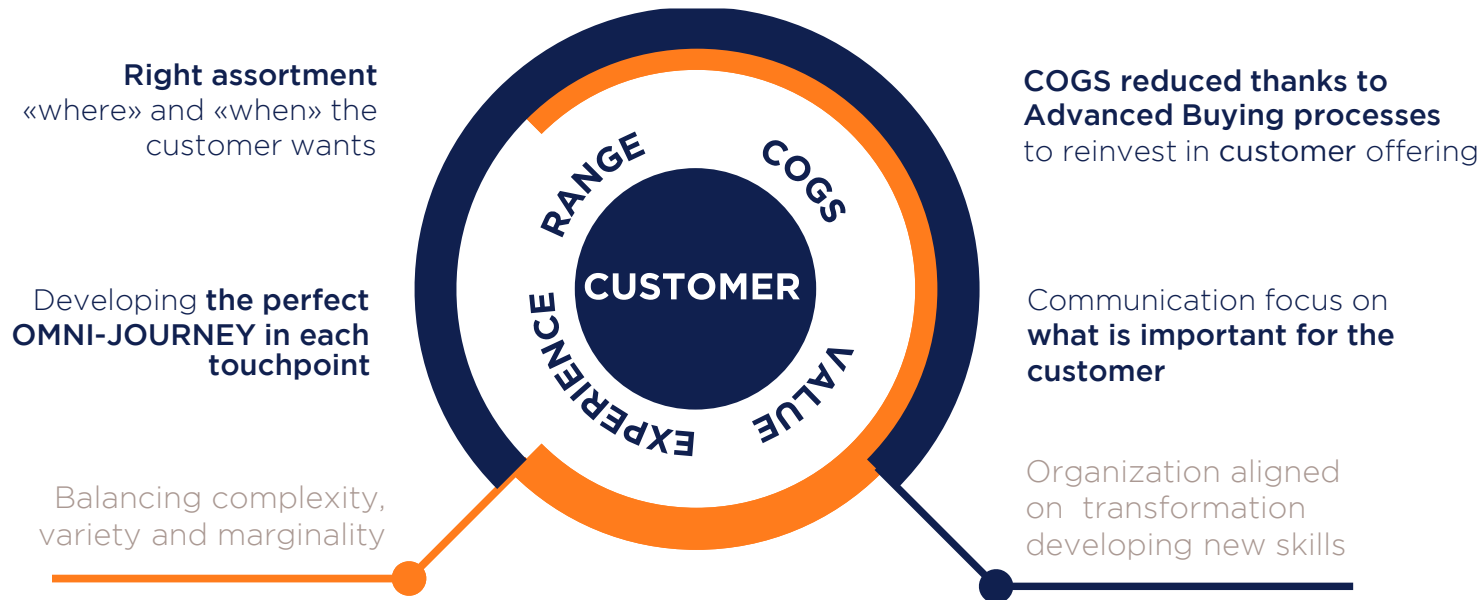 Right assortment
«where» and «when» the
customer wants
Developing the perfect
OMNI-JOURNEY in each
touchpoint
Balancing complexity,
variety and marginality
RANGE
COGS
CUSTOMER
EXPERIENCE
VALUE
COGS reduced thanks to
Advanced Buying processes
to reinvest in customer offering
Communication focus on
what is important for the
customer
Organization aligned
on transformation
developing new skills